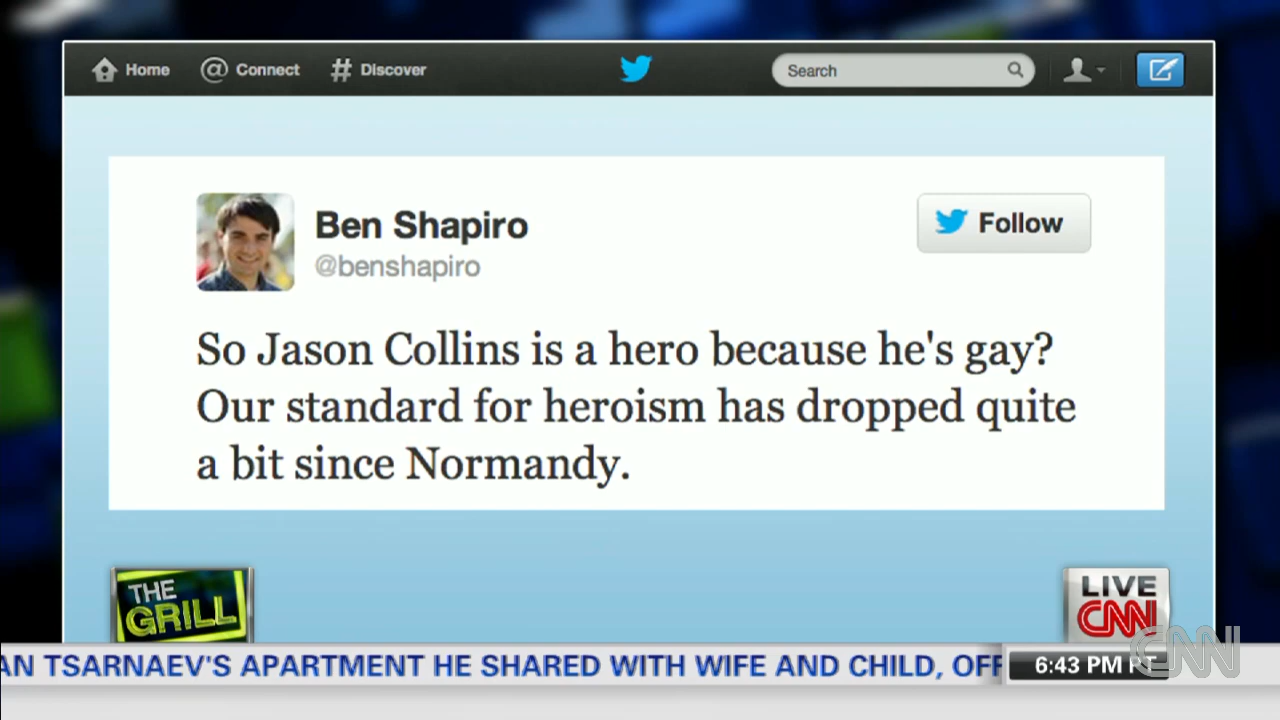 Home Connect Discover Search
Ben Shapiro
Follow
@benshapiro
So Jason Collins is a hero because he's gay?
Our standard for heroism has dropped quite
a bit since Normandy.
THE
GRILL
LIVE
CNN
AN TSARNAEV'S APARTMENT HE SHARED WITH WIFE AND CHILD, OFF
6:43 PM PT
CNN